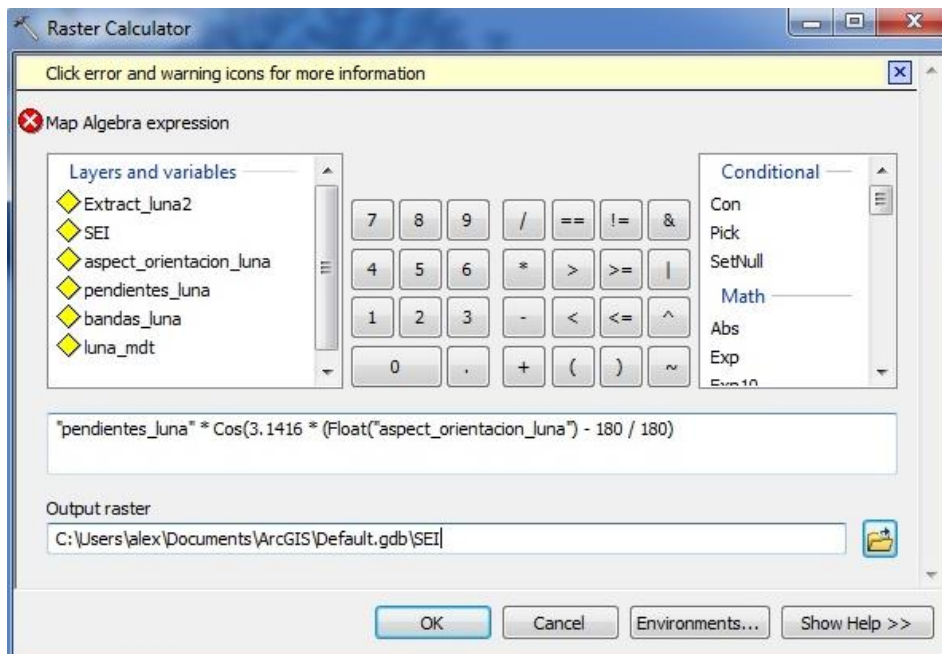 Raster Calculator
Click error and warning icons for more information
Map Algebra expression
Layers and variables
Extract_luna2
SEI
aspect_orientacion_luna
pendientes_luna
bandas_luna
luna_mdt
7 8 9 / == != &
4 5 6 * > >= |
1 2 3 - < <= ^
0 . + ( ) ~
Conditional
Con
Pick
SetNull
Math
Abs
Exp
Exp10
"pendientes_luna" * Cos(3.1416 * (Float("aspect_orientacion_luna") - 180 / 180)
Output raster
C:\Users\alex\Documents\ArcGIS\Default.gdb\SEI
OK Cancel Environments... Show Help >>